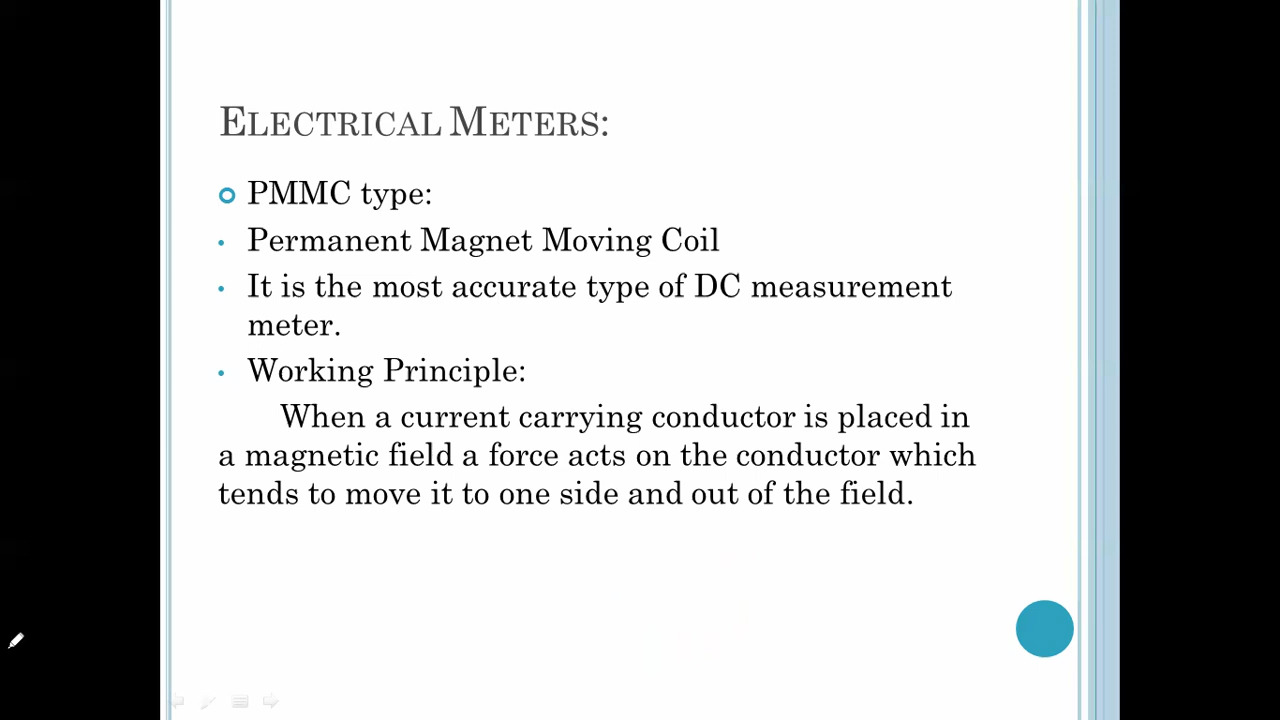 ELECTRICAL METERS:
PMMC type:
Permanent Magnet Moving Coil
It is the most accurate type of DC measurement
meter.
Working Principle:
When a current carrying conductor is placed in
a magnetic field a force acts on the conductor which
tends to move it to one side and out of the field.